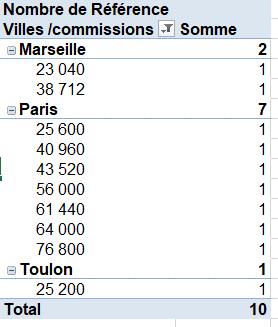 Nombre de Référence
Villes /commissions Somme
Marseille 2
23 040 1
38 712 1
Paris 7
25 600 1
40 960 1
43 520 1
56 000 1
61 440 1
64 000 1
76 800 1
Toulon 1
25 200 1
Total 10